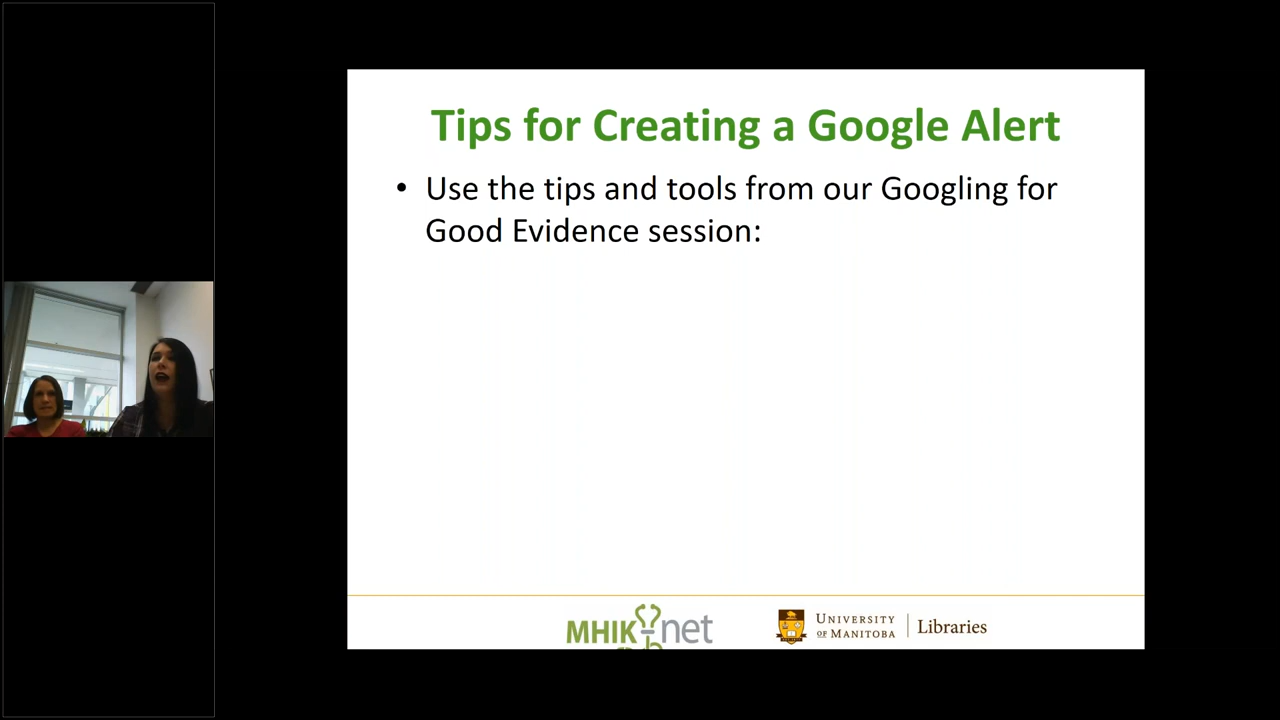 Tips for Creating a Google Alert
• Use the tips and tools from our Googling for
Good Evidence session:
MHIK-net
UNIVERSITY
OF MANITOBA
Libraries